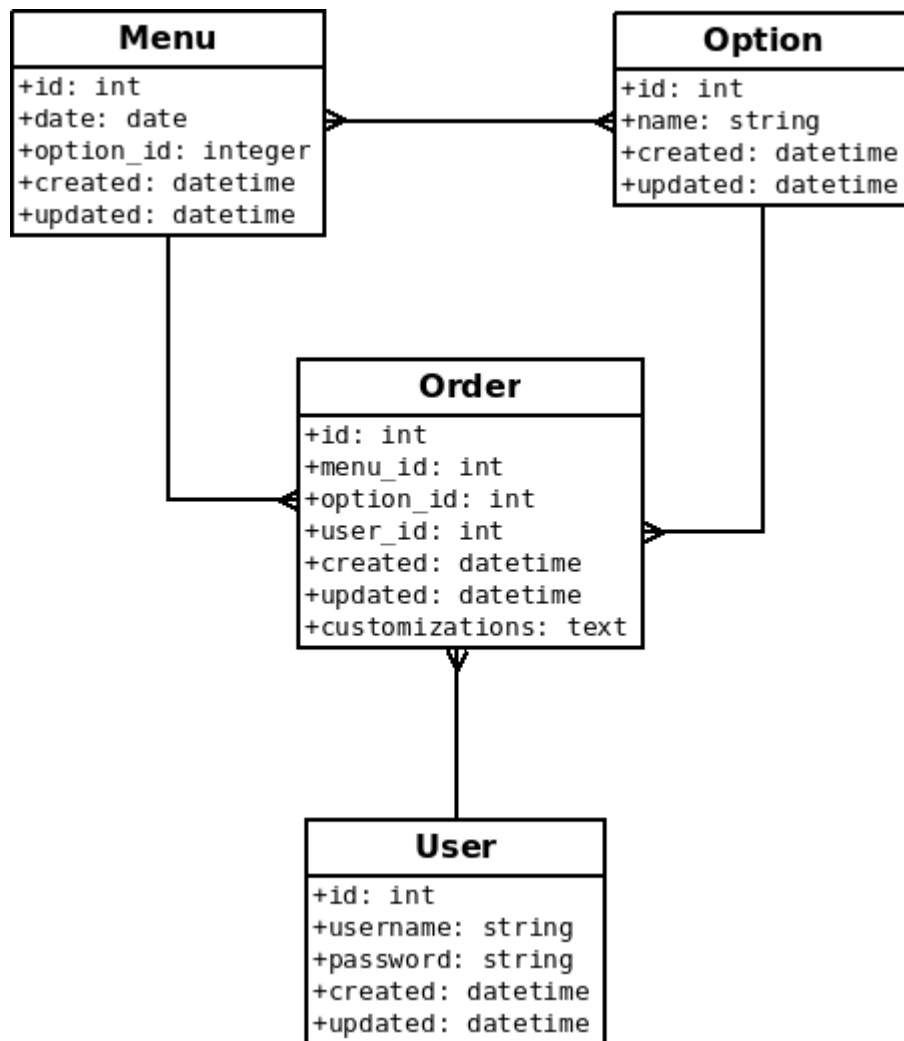 Menu
+id: int
+date: date
+option_id: integer
+created: datetime
+updated: datetime
Option
+id: int
+name: string
+created: datetime
+updated: datetime
Order
+id: int
+menu_id: int
+option_id: int
+user_id: int
+created: datetime
+updated: datetime
+customizations: text
User
+id: int
+username: string
+password: string
+created: datetime
+updated: datetime